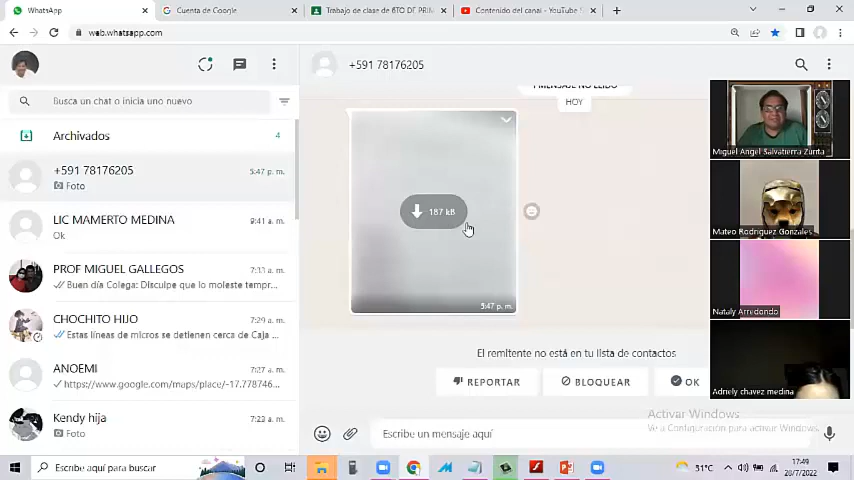 WhatsApp
Cuenta de Google
Trabajo de clase de 6TO DE PRIM
Contenido del canal - YouTube S
web.whatsapp.com
Busca un chat o inicia uno nuevo
Archivados
4
+591 78176205
5:47 p. m.
Foto
LIC MAMERTO MEDINA
9:41 a. m.
Ok
PROF MIGUEL GALLEGOS
7:33 a. m.
Buen día Colega: Disculpe que lo moleste tempr...
CHOCHITO HIJO
7:29 a. m.
Estas líneas de micros se detienen cerca de Caja ...
ANOEMI
7:27 a. m.
https://www.google.com/maps/place/-17.778746...
Kendy hija
7:23 a. m.
Foto
+591 78176205
1 MENSAJE NO LEÍDO
HOY
187 kB
5:47 p. m.
El remitente no está en tu lista de contactos
REPORTAR
BLOQUEAR
OK
Escribe un mensaje aquí
Miguel Angel Salvatierra Zurita
Mateo Rodriguez Gonzales
Nataly Arredondo
Adriely chavez medina
Activar Windows
Ve a Configuración para activar Windows.
Escribe aquí para buscar
31°C
17:49
28/7/2022